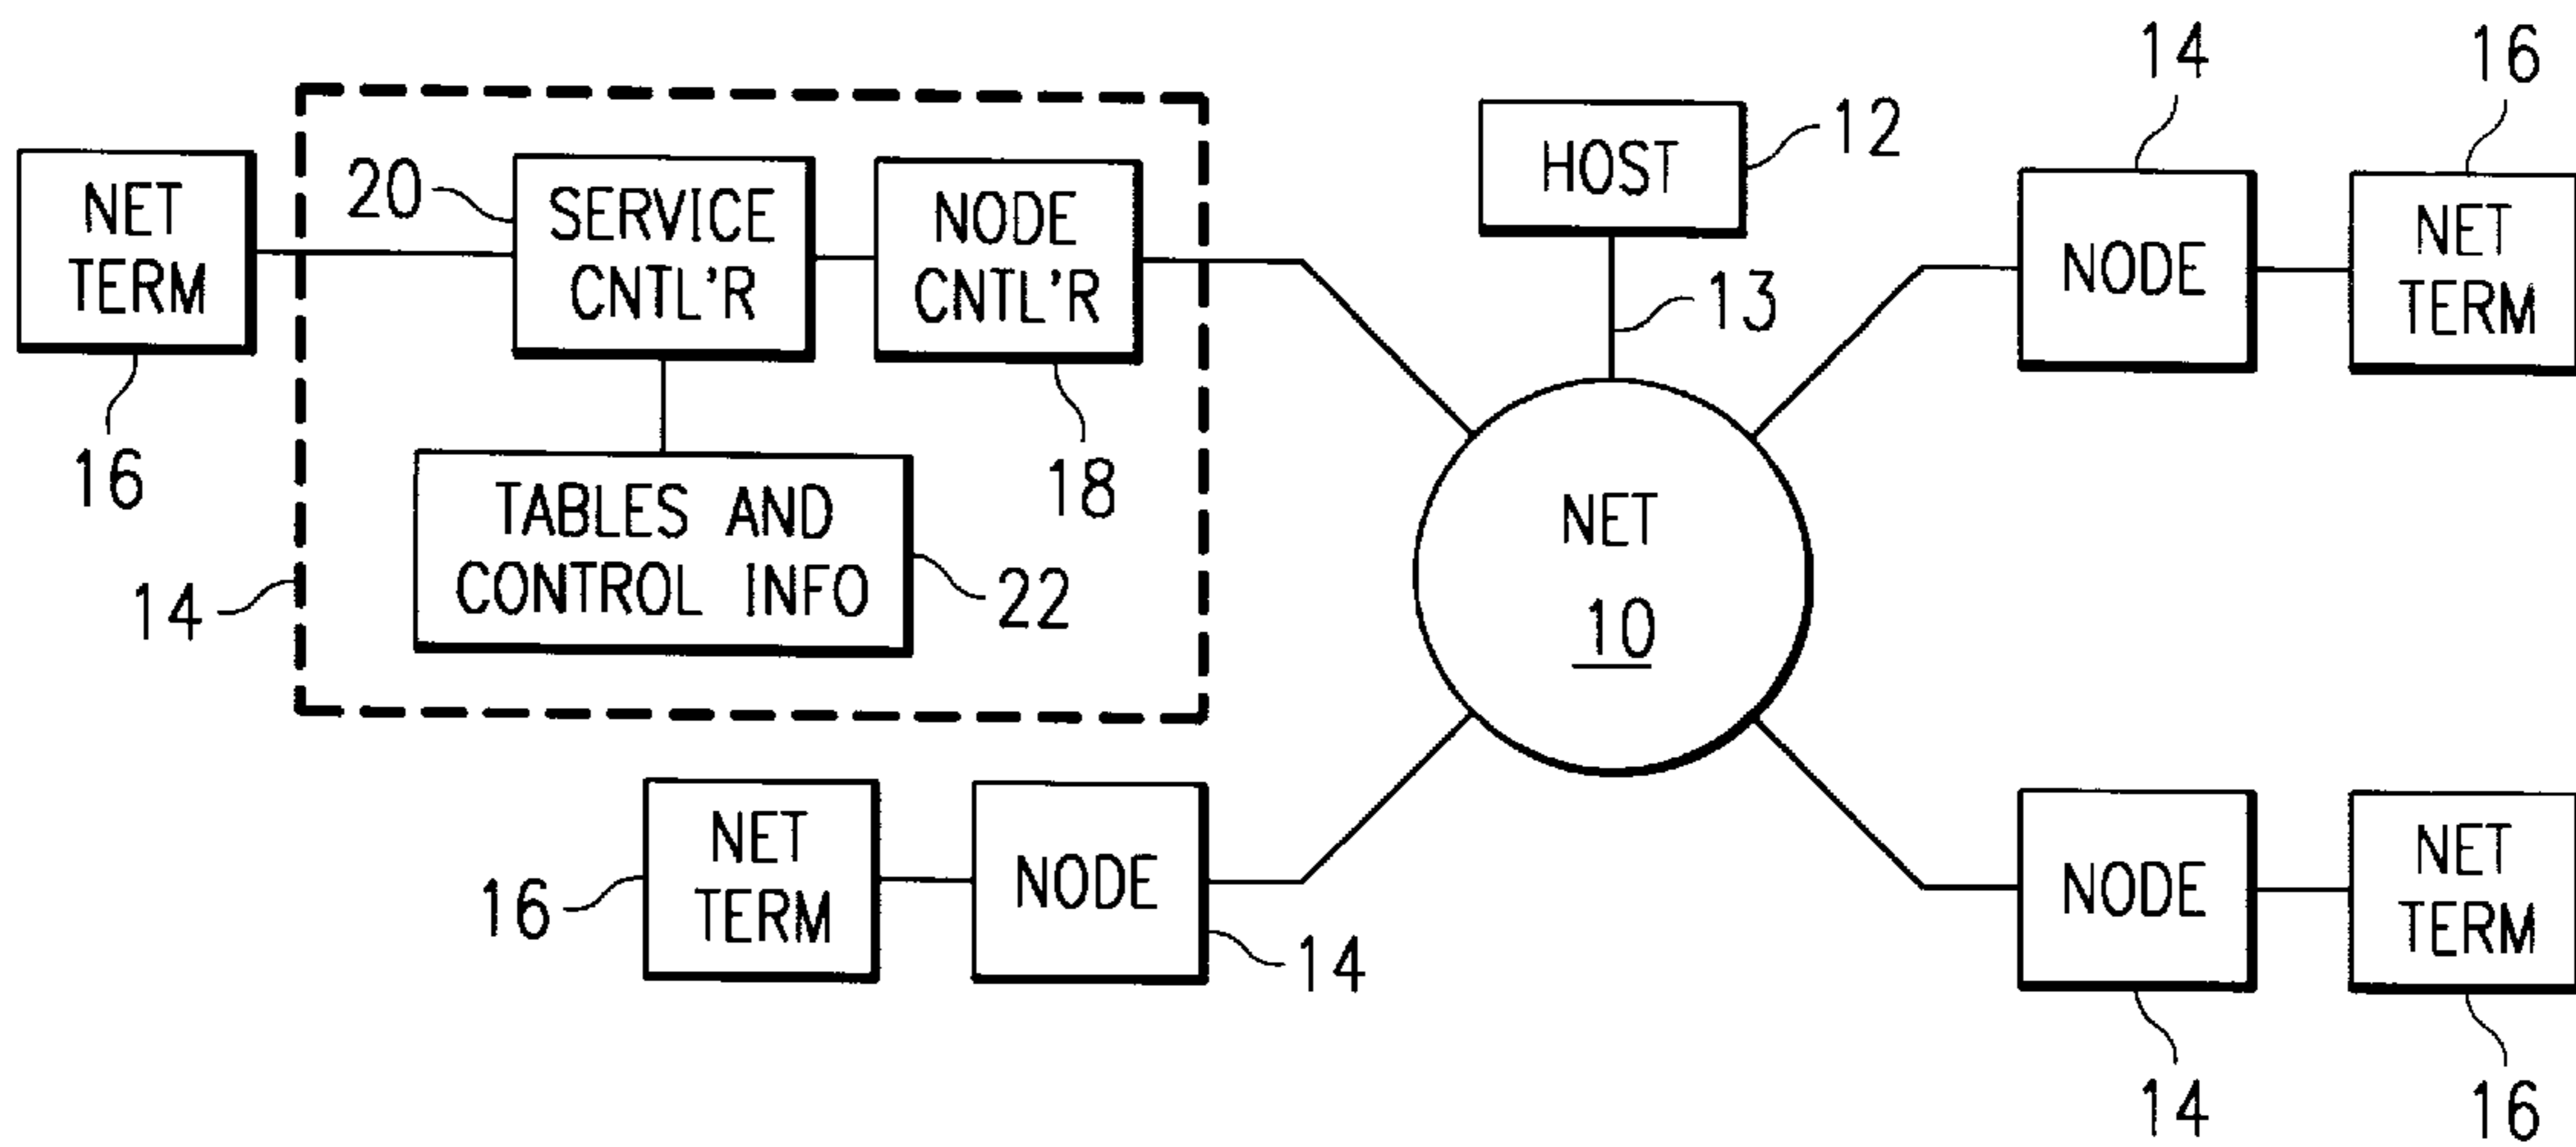 14
16
HOST
12
NET
TERM
20
SERVICE
CNTL'R
NODE
CNTL'R
NODE
NET
TERM
13
16
18
TABLES AND
CONTROL INFO
22
14
NET
10
NET
TERM
16
NODE
14
NODE
NET
TERM
14
16